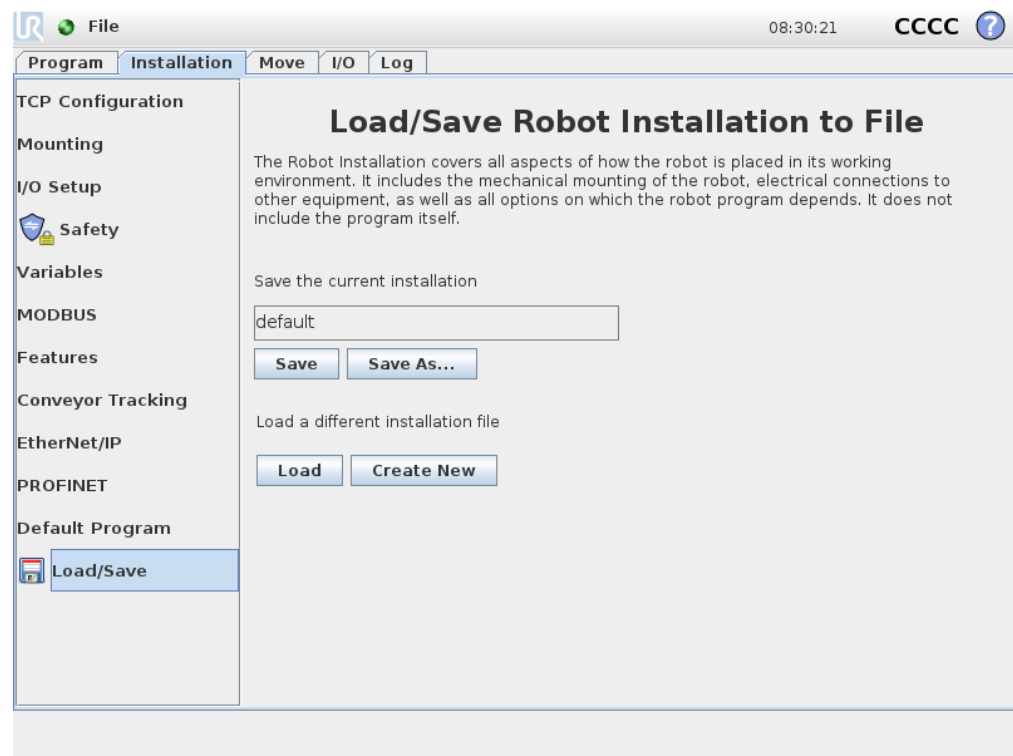 UR File 08:30:21 CCCC ?
Program Installation Move I/O Log
TCP Configuration
Mounting
I/O Setup
Safety
Variables
MODBUS
Features
Conveyor Tracking
EtherNet/IP
PROFINET
Default Program
Load/Save
Load/Save Robot Installation to File
The Robot Installation covers all aspects of how the robot is placed in its working
environment. It includes the mechanical mounting of the robot, electrical connections to
other equipment, as well as all options on which the robot program depends. It does not
include the program itself.
Save the current installation
default
Save Save As...
Load a different installation file
Load Create New